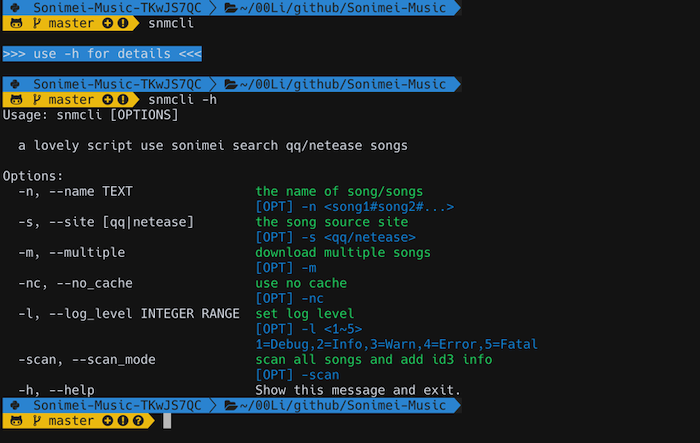 Sonimei-Music-TKwJS7QC ~/00Li/github/Sonimei-Music
master snmcli
>>> use -h for details <<<
Sonimei-Music-TKwJS7QC ~/00Li/github/Sonimei-Music
master snmcli -h
Usage: snmcli [OPTIONS]
a lovely script use sonimei search qq/netease songs
Options:
-n, --name TEXT the name of song/songs
[OPT] -n <song1#song2#...>
-s, --site [qq|netease] the song source site
[OPT] -s <qq/netease>
-m, --multiple download multiple songs
[OPT] -m
-nc, --no_cache use no cache
[OPT] -nc
-l, --log_level INTEGER RANGE set log level
[OPT] -l <1~5>
1=Debug,2=Info,3=Warn,4=Error,5=Fatal
-scan, --scan_mode scan all songs and add id3 info
[OPT] -scan
-h, --help Show this message and exit.
Sonimei-Music-TKwJS7QC ~/00Li/github/Sonimei-Music
master